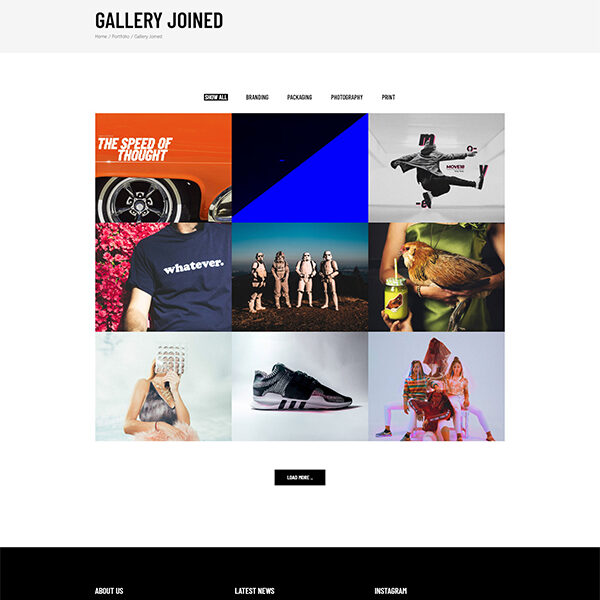 GALLERY JOINED
Home / Portfolio / Gallery Joined
SHOW ALL BRANDING PACKAGING PHOTOGRAPHY PRINT
THE SPEED OF
THOUGHT
m
o-
MOVE18
y
-e
whatever.
LOAD MORE ..
ABOUT US LATEST NEWS INSTAGRAM